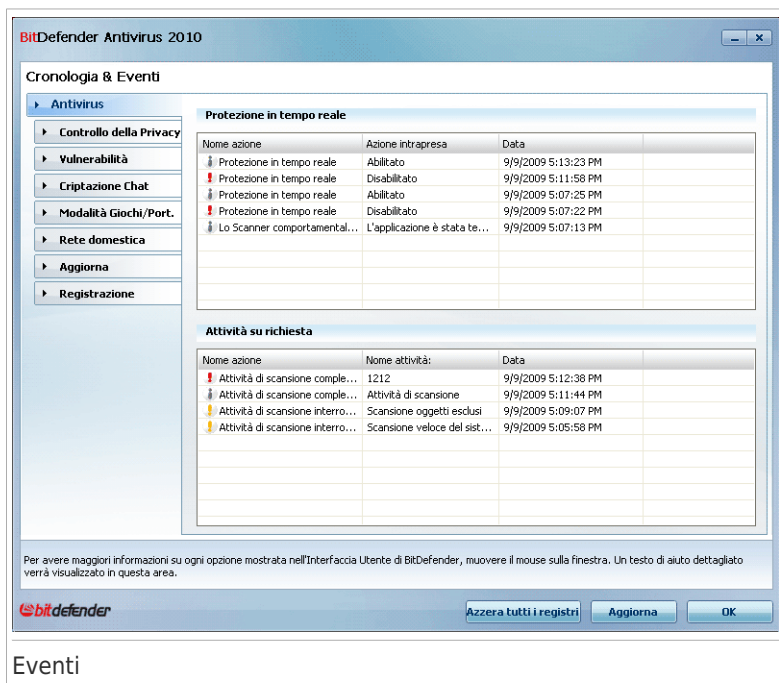 BitDefender Antivirus 2010
Cronologia & Eventi
Antivirus
Controllo della Privacy
Vulnerabilità
Criptazione Chat
Modalità Giochi/Port.
Rete domestica
Aggiorna
Registrazione
Protezione in tempo reale
Nome azione Azione intrapresa Data
Protezione in tempo reale Abilitato 9/9/2009 5:13:23 PM
Protezione in tempo reale Disabilitato 9/9/2009 5:11:58 PM
Protezione in tempo reale Abilitato 9/9/2009 5:07:25 PM
Protezione in tempo reale Disabilitato 9/9/2009 5:07:22 PM
Lo Scanner comportamental... L'applicazione è stata te... 9/9/2009 5:07:13 PM
Attività su richiesta
Nome azione Nome attività: Data
Attività di scansione comple... 1212 9/9/2009 5:12:38 PM
Attività di scansione comple... Attività di scansione 9/9/2009 5:11:44 PM
Attività di scansione interro... Scansione oggetti esclusi 9/9/2009 5:09:07 PM
Attività di scansione interro... Scansione veloce del sist... 9/9/2009 5:05:58 PM
Per avere maggiori informazioni su ogni opzione mostrata nell'Interfaccia Utente di BitDefender, muovere il mouse sulla finestra. Un testo di aiuto dettagliato
verrà visualizzato in questa area.
bitdefender
Azzera tutti i registri Aggiorna OK
Eventi